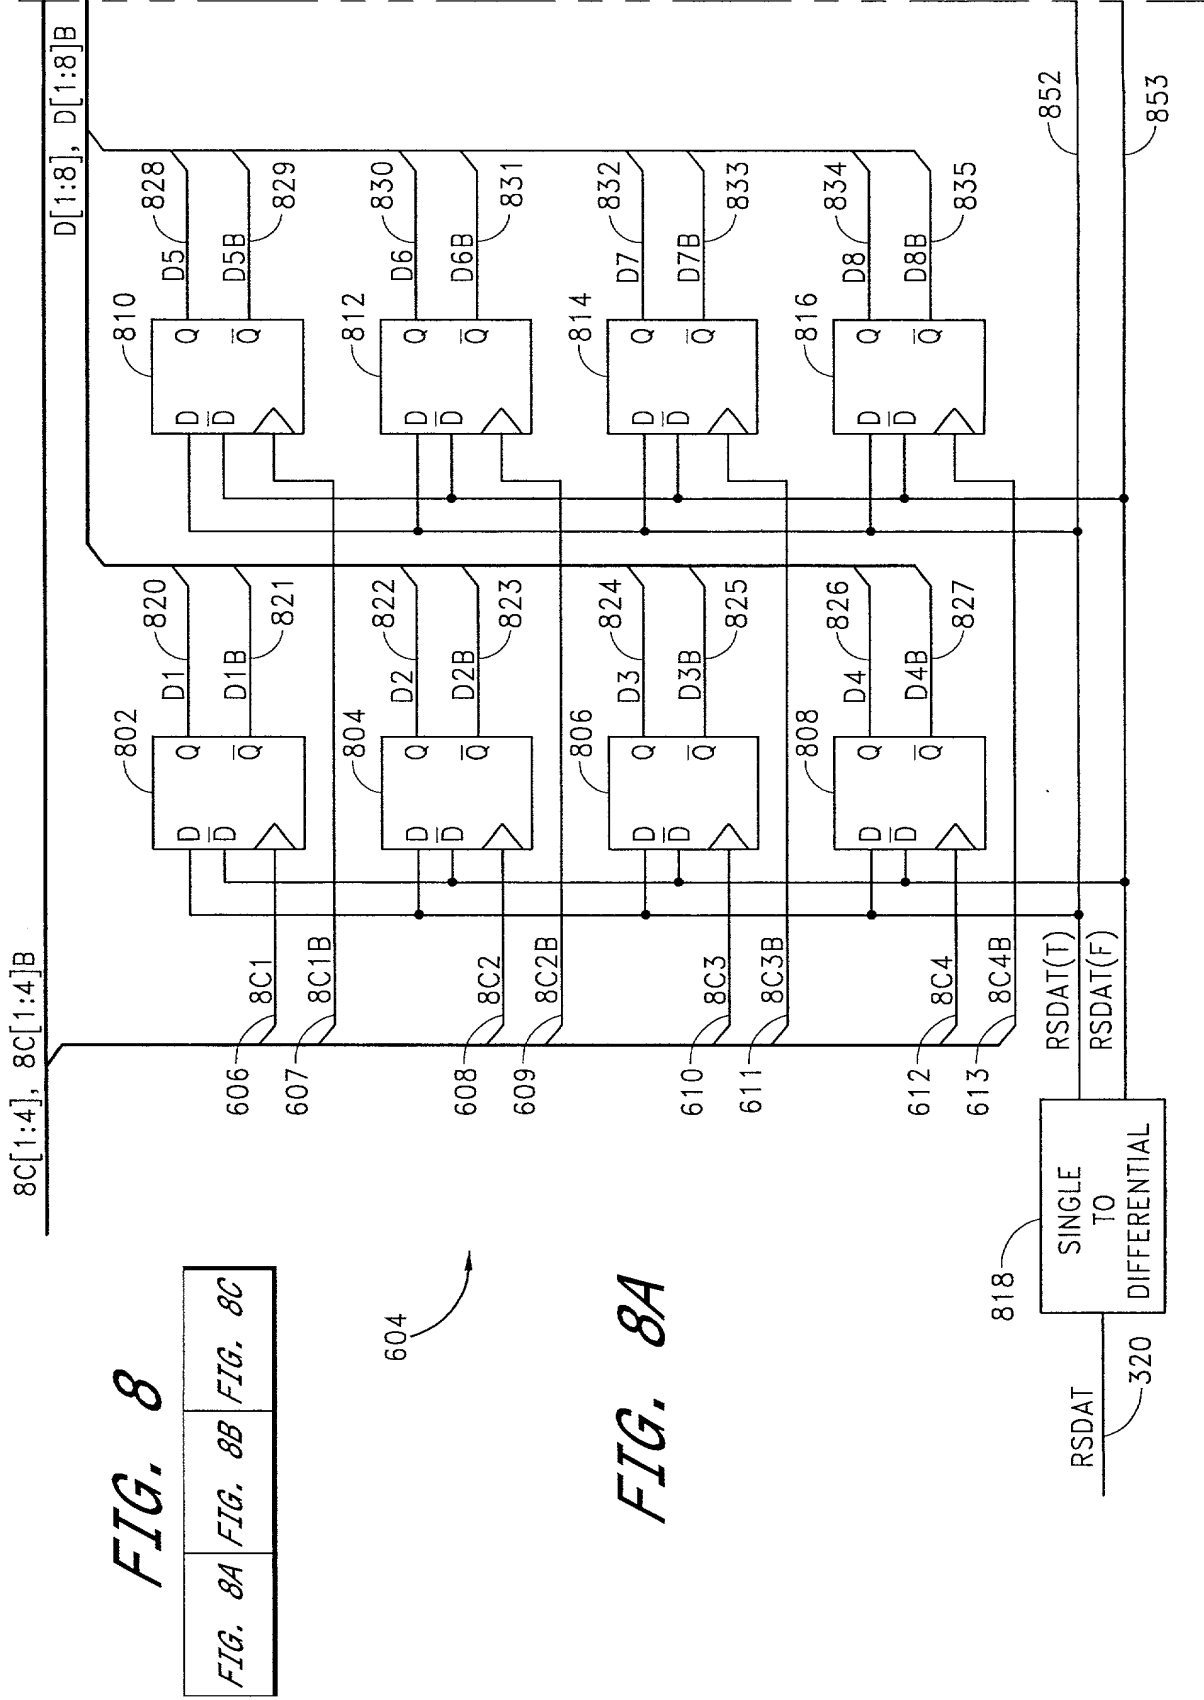 8C[1:4], 8C[1:4]B
D[1:8], D[1:8]B
FIG. 8
FIG. 8A FIG. 8B FIG. 8C
604
FIG. 8A
606
8C1
607
8C1B
608
8C2
609
8C2B
610
8C3
611
8C3B
612
8C4
613
8C4B
802
D
D
Q
Q
D1
820
D1B
821
804
D
D
Q
Q
D2
822
D2B
823
806
D
D
Q
Q
D3
824
D3B
825
808
D
D
Q
Q
D4
826
D4B
827
810
D
D
Q
Q
D5
828
D5B
829
812
D
D
Q
Q
D6
830
D6B
831
814
D
D
Q
Q
D7
832
D7B
833
816
D
D
Q
Q
D8
834
D8B
835
RSDAT
320
818
SINGLE
TO
DIFFERENTIAL
RSDAT(T)
RSDAT(F)
852
853